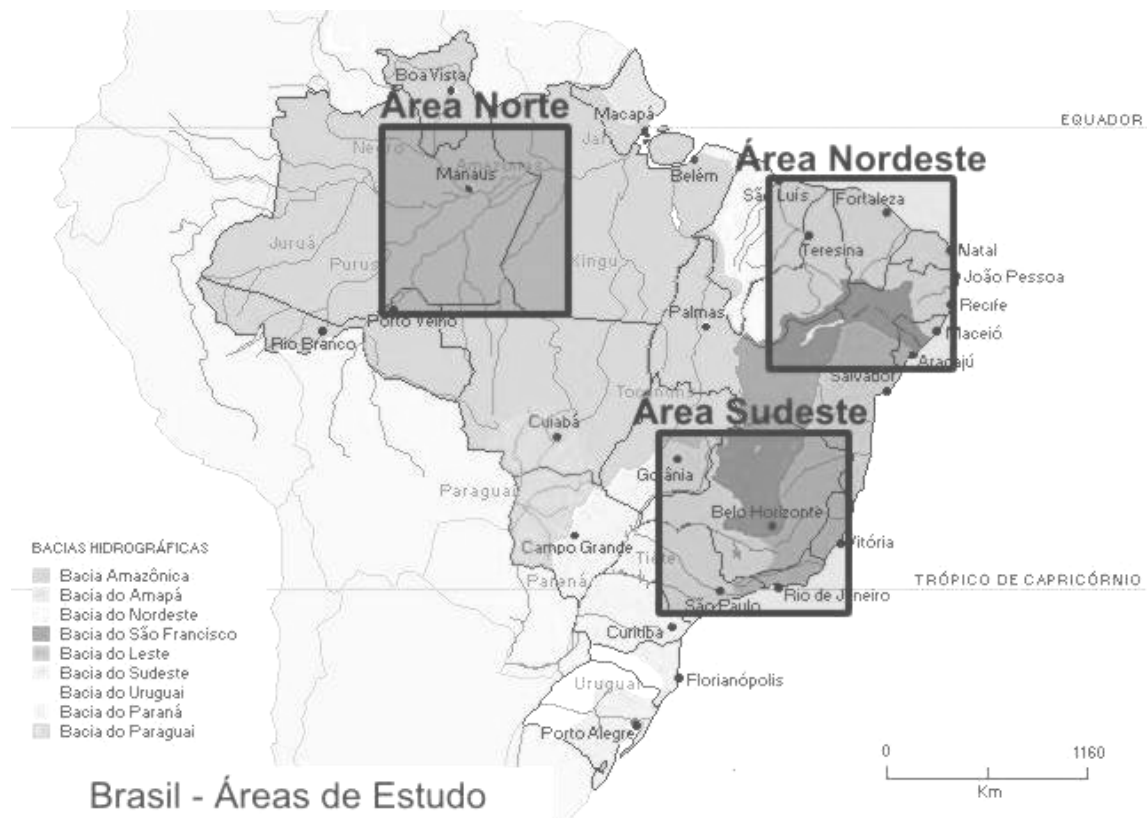 Boa Vista
Área Norte
Macapá
EQUADOR
Negro
Jari
Amazonas
Área Nordeste
Manaus
Belém
São Luís
Fortaleza
Juruá
Purus
Xingu
Teresina
Natal
João Pessoa
Porto Velho
Palmas
Recife
Rio Branco
Maceió
Aracajú
Salvador
Tocantins
Área Sudeste
Cuiabá
Goiânia
Paraguai
Belo Horizonte
Campo Grande
Vitória
Tietê
BACIAS HIDROGRÁFICAS
Bacia Amazônica
Bacia do Amapá
Bacia do Nordeste
Bacia do São Francisco
Bacia do Leste
Bacia do Sudeste
Bacia do Uruguai
Bacia do Paraná
Bacia do Paraguai
Paraná
TRÓPICO DE CAPRICÓRNIO
São Paulo
Rio de Janeiro
Curitiba
Uruguai
Florianópolis
Porto Alegre
0 1160
Km
Brasil - Áreas de Estudo